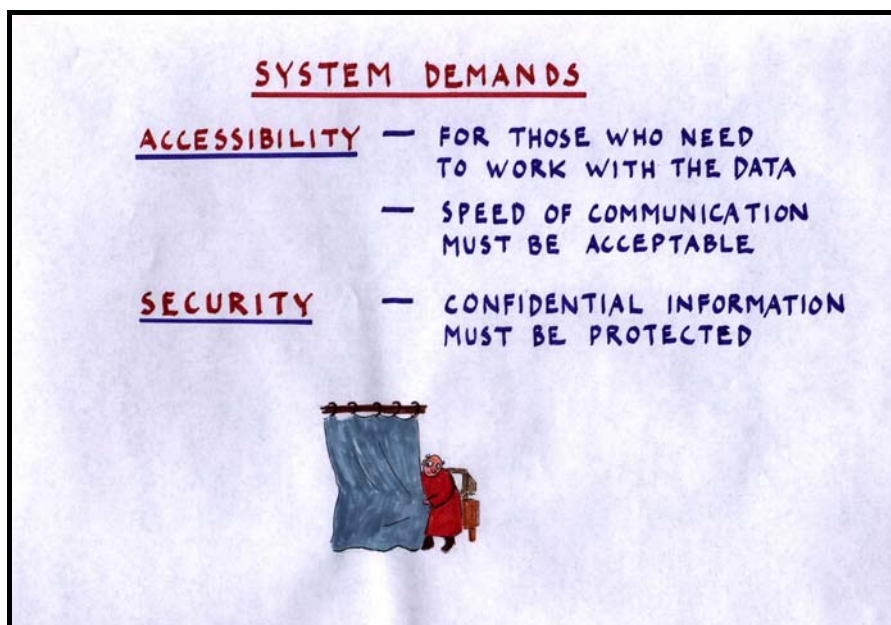 SYSTEM DEMANDS
ACCESSIBILITY — FOR THOSE WHO NEED
TO WORK WITH THE DATA
— SPEED OF COMMUNICATION
MUST BE ACCEPTABLE
SECURITY — CONFIDENTIAL INFORMATION
MUST BE PROTECTED